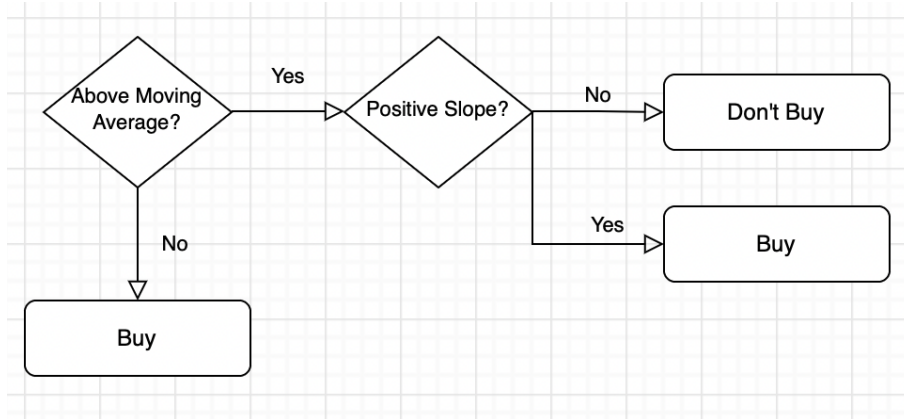 Above Moving
Average?
Yes
Positive Slope?
No
Don't Buy
Yes
Buy
No
Buy